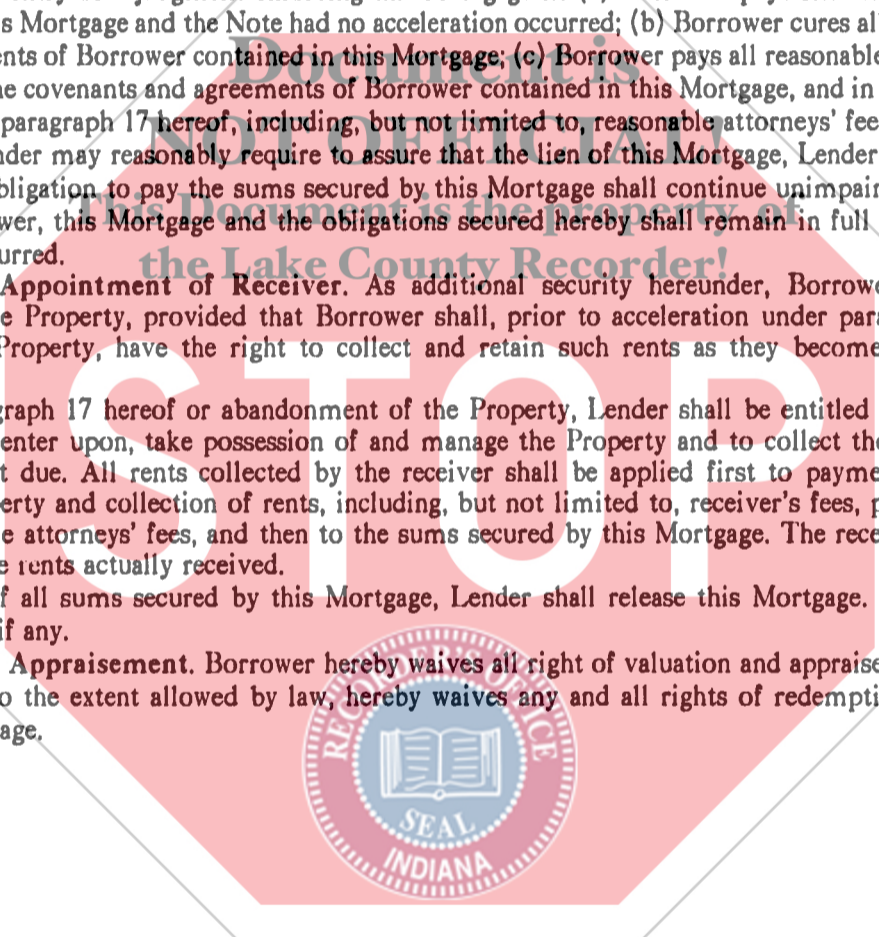 s Mortgage and the Note had no acceleration occurred; (b) Borrower cures al
nts of Borrower contained in this Mortgage; (c) Borrower pays all reasonable
e covenants and agreements of Borrower contained in this Mortgage, and in
paragraph 17 hereof, including, but not limited to, reasonable attorneys' fee
nder may reasonably require to assure that the lien of this Mortgage, Lender
bligation to pay the sums secured by this Mortgage shall continue unimpair
wer, this Mortgage and the obligations secured hereby shall remain in full
urred.
Appointment of Receiver. As additional security hereunder, Borrowe
e Property, provided that Borrower shall, prior to acceleration under para
Property, have the right to collect and retain such rents as they become
graph 17 hereof or abandonment of the Property, Lender shall be entitled
enter upon, take possession of and manage the Property and to collect the
t due. All rents collected by the receiver shall be applied first to payme
erty and collection of rents, including, but not limited to, receiver's fees, p
e attorneys' fees, and then to the sums secured by this Mortgage. The rece
e rents actually received.
f all sums secured by this Mortgage, Lender shall release this Mortgage.
if any.
Appraisement. Borrower hereby waives all right of valuation and appraise
o the extent allowed by law, hereby waives any and all rights of redempti
age.
Document is
NOT OFFICIAL!
This Document is the property of
the Lake County Recorder!
STOP
RECORDER'S OFFICE
SEAL
INDIANA